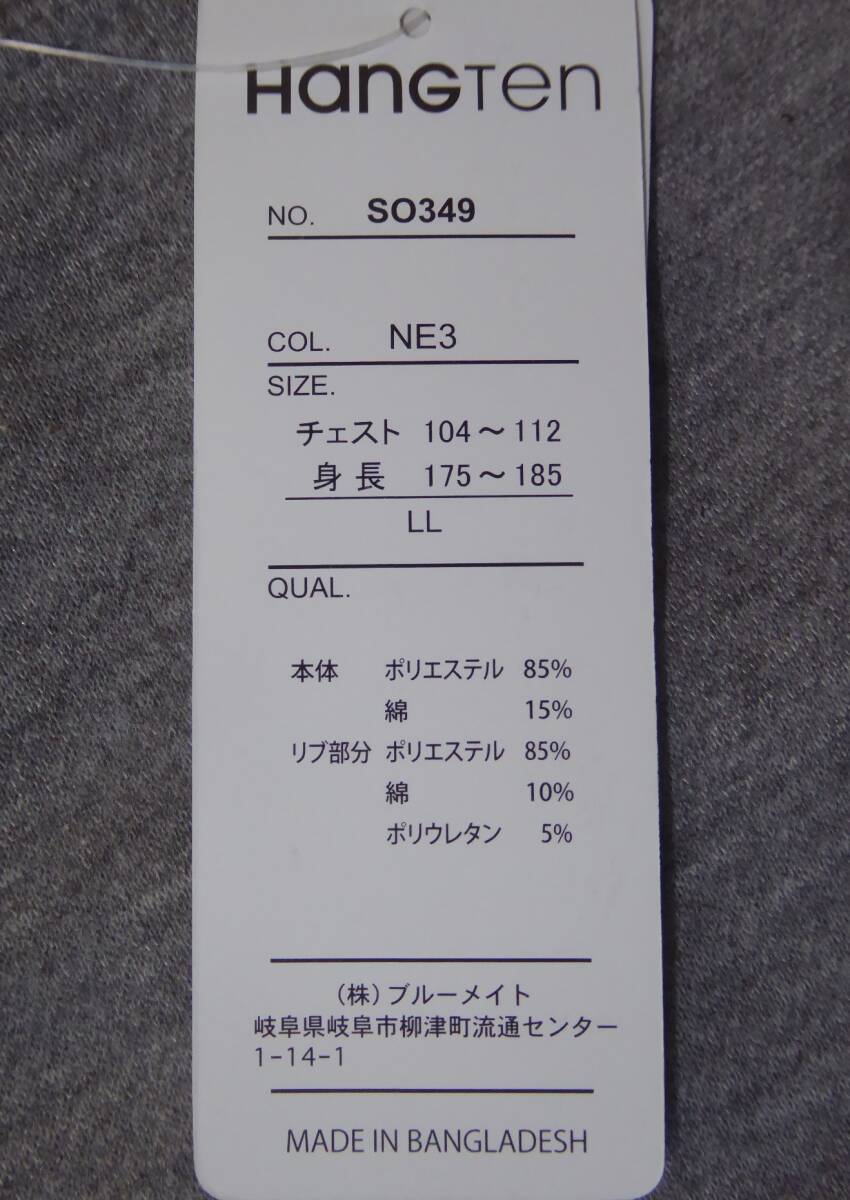 HangTen
NO. SO349
COL. NE3
SIZE.
チェスト 104～112
身長 175～185
LL
QUAL.
本体 ポリエステル 85%
綿 15%
リブ部分 ポリエステル 85%
綿 10%
ポリウレタン 5%
（株）ブルーメイト
岐阜県岐阜市柳津町流通センター
1-14-1
MADE IN BANGLADESH